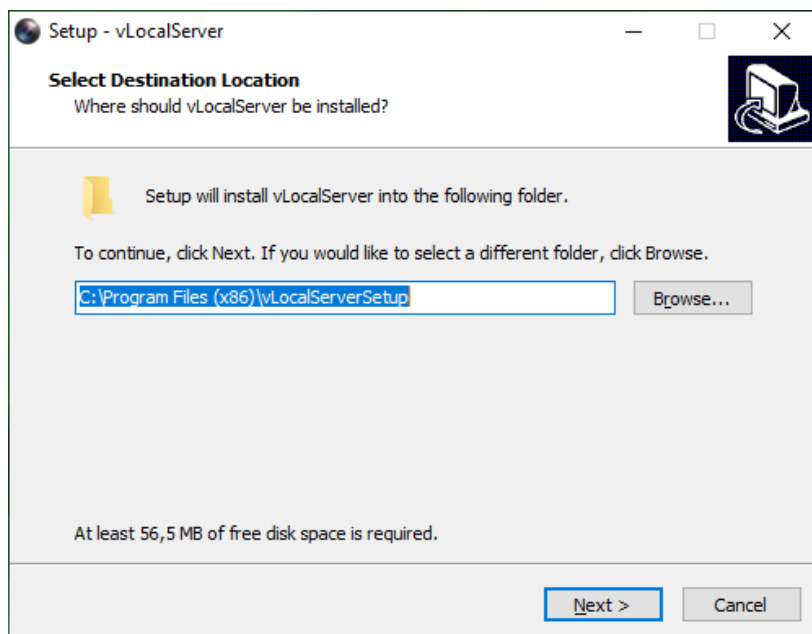 Setup - vLocalServer
Select Destination Location
Where should vLocalServer be installed?
Setup will install vLocalServer into the following folder.
To continue, click Next. If you would like to select a different folder, click Browse.
C:\Program Files (x86)\vLocalServerSetup
Browse...
At least 56,5 MB of free disk space is required.
Next >
Cancel